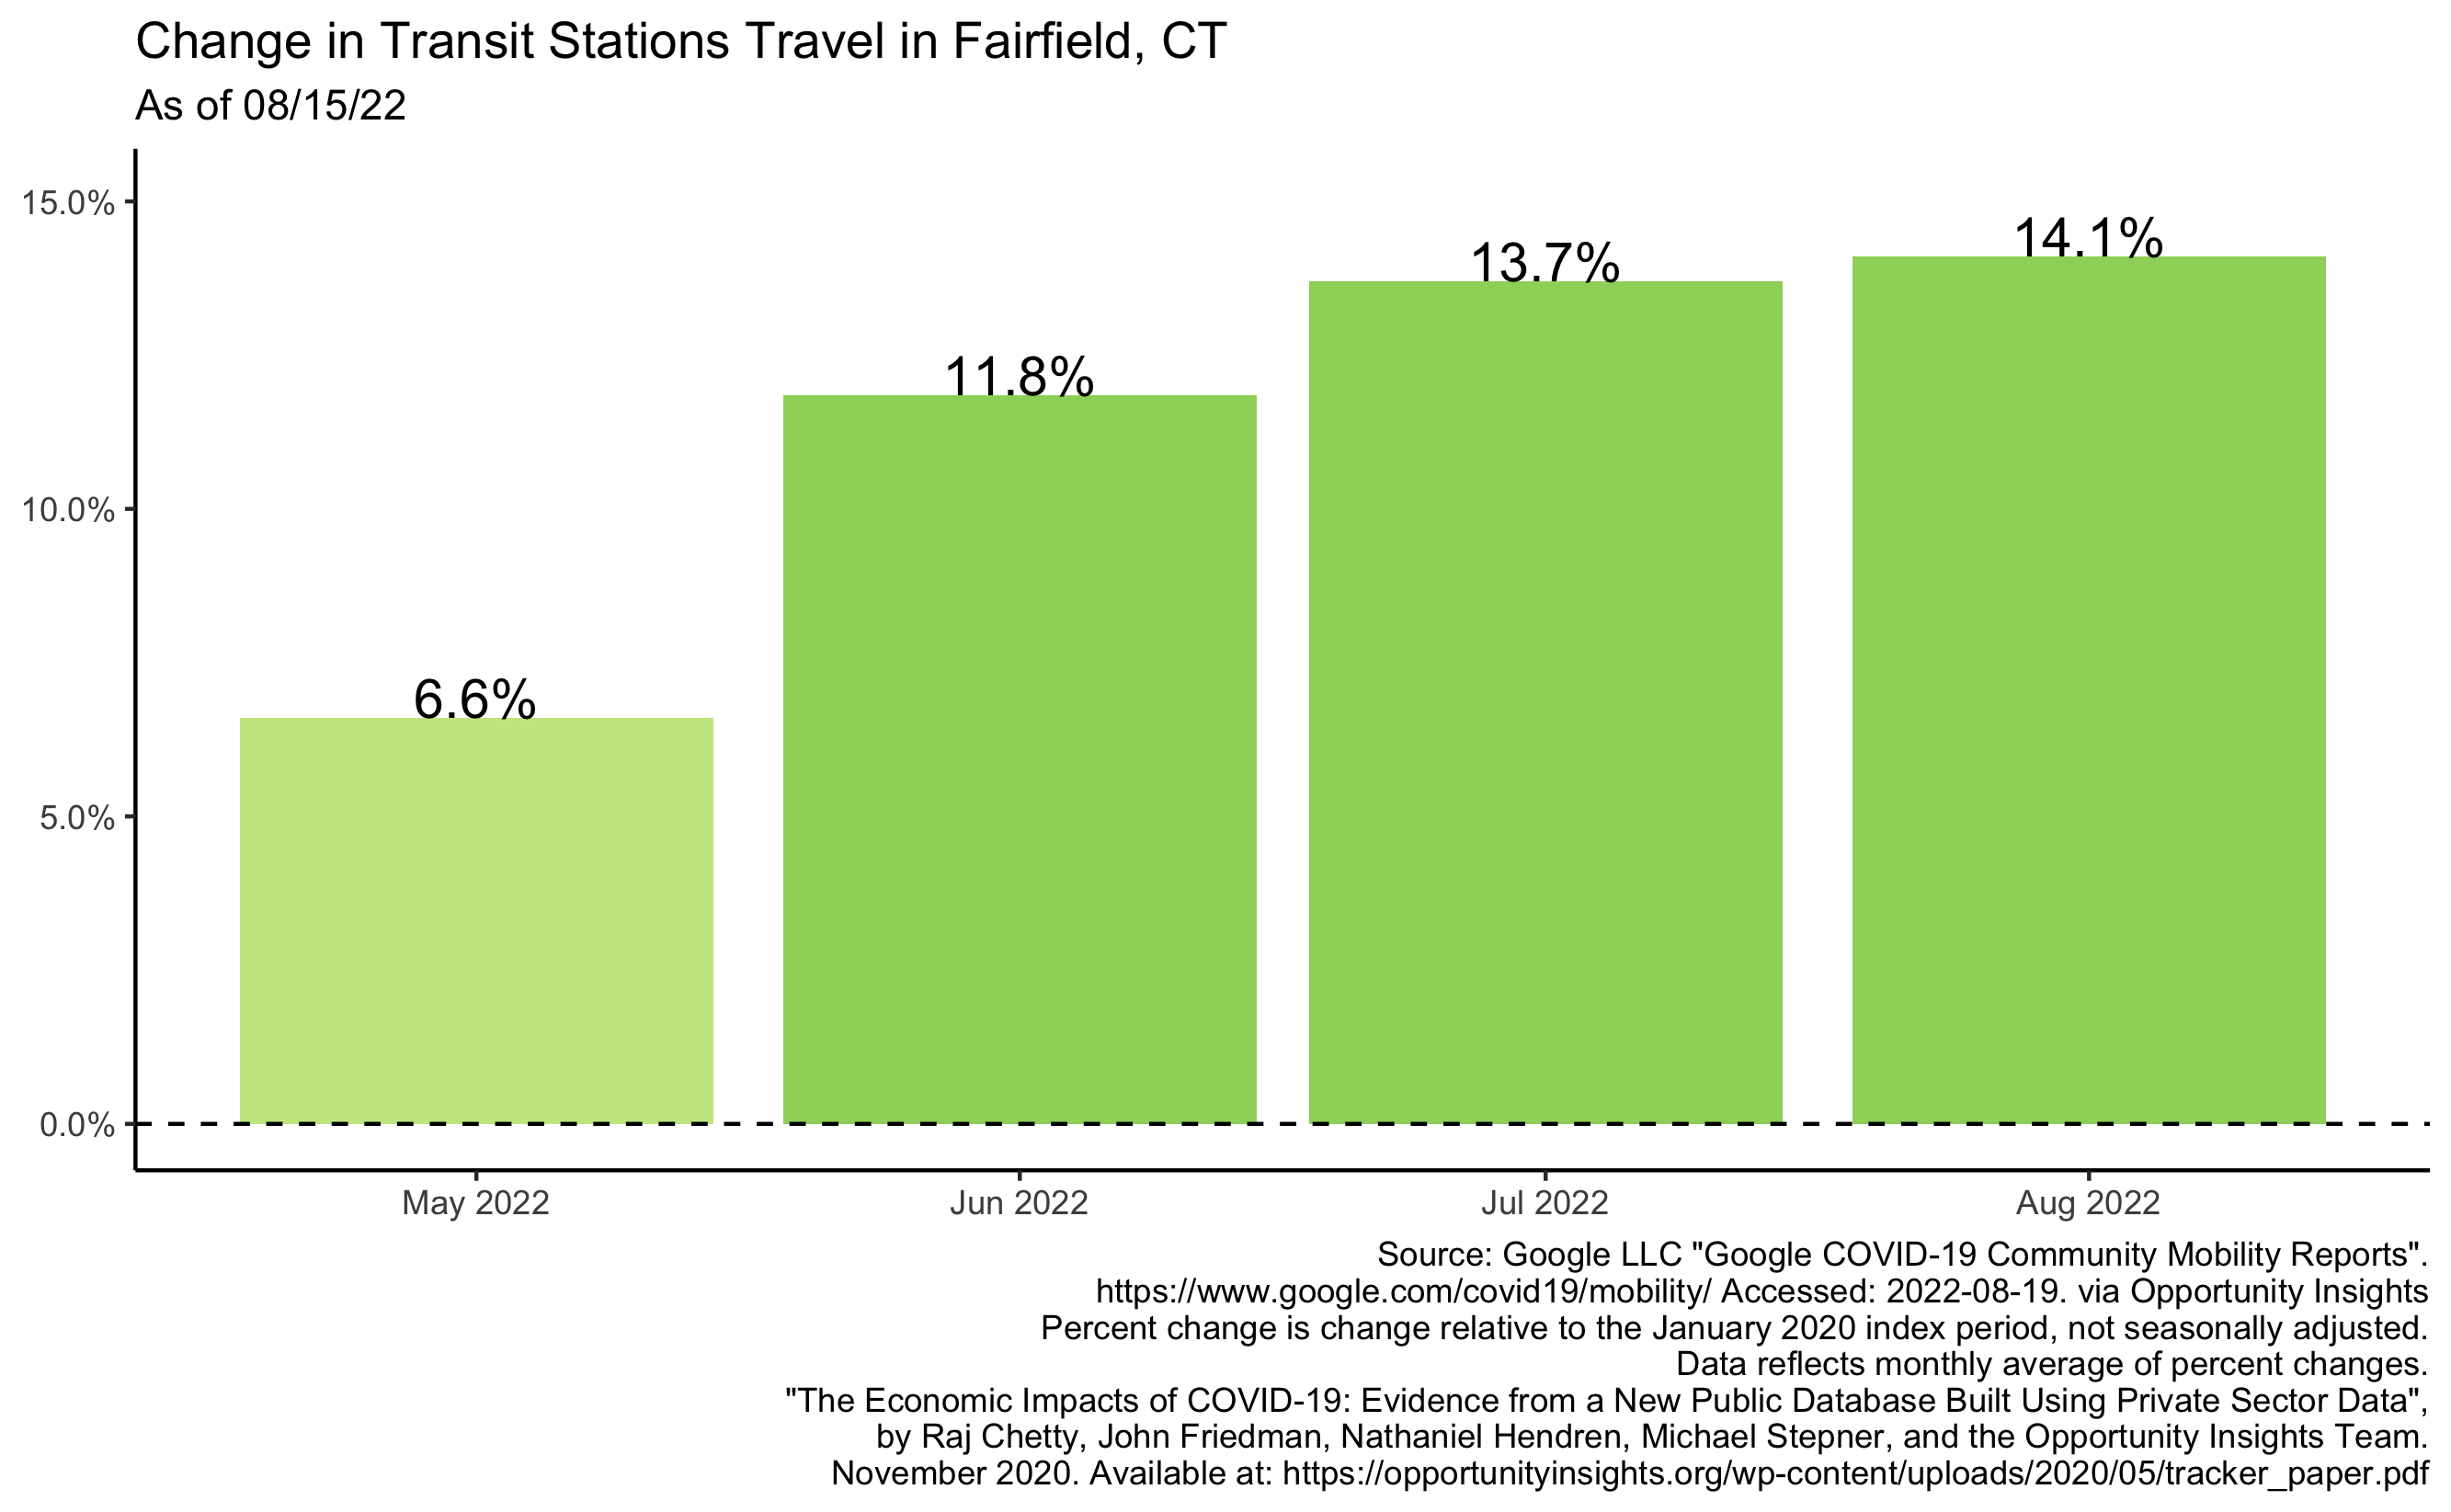 Change in Transit Stations Travel in Fairfield, CT
As of 08/15/22
15.0%
10.0%
5.0%
0.0%
6.6%
11.8%
13.7%
14.1%
May 2022
Jun 2022
Jul 2022
Aug 2022
Source: Google LLC "Google COVID-19 Community Mobility Reports".
https://www.google.com/covid19/mobility/ Accessed: 2022-08-19. via Opportunity Insights
Percent change is change relative to the January 2020 index period, not seasonally adjusted.
Data reflects monthly average of percent changes.
"The Economic Impacts of COVID-19: Evidence from a New Public Database Built Using Private Sector Data",
by Raj Chetty, John Friedman, Nathaniel Hendren, Michael Stepner, and the Opportunity Insights Team.
November 2020. Available at: https://opportunityinsights.org/wp-content/uploads/2020/05/tracker_paper.pdf